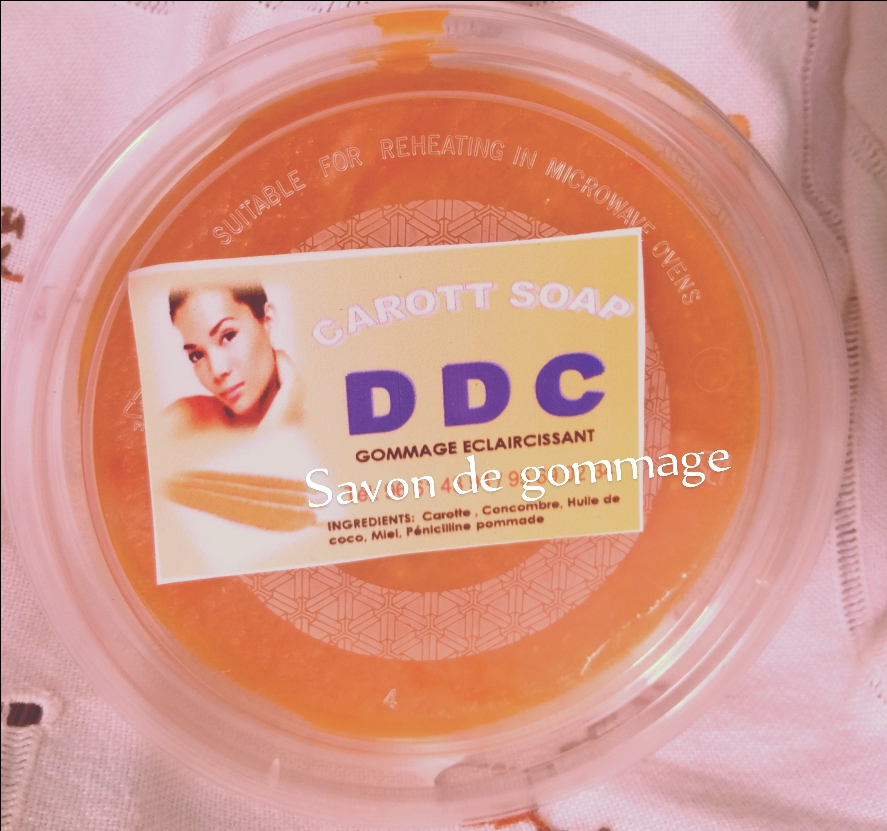 SUITABLE FOR REHEATING IN MICROWAVE OVENS
CAROTT SOAP
DDC
GOMMAGE ECLAIRCISSANT
Savon de gommage
INGREDIENTS: Carotte , Concombre, Huile de
coco, Miel, Pénicilline pommade
4